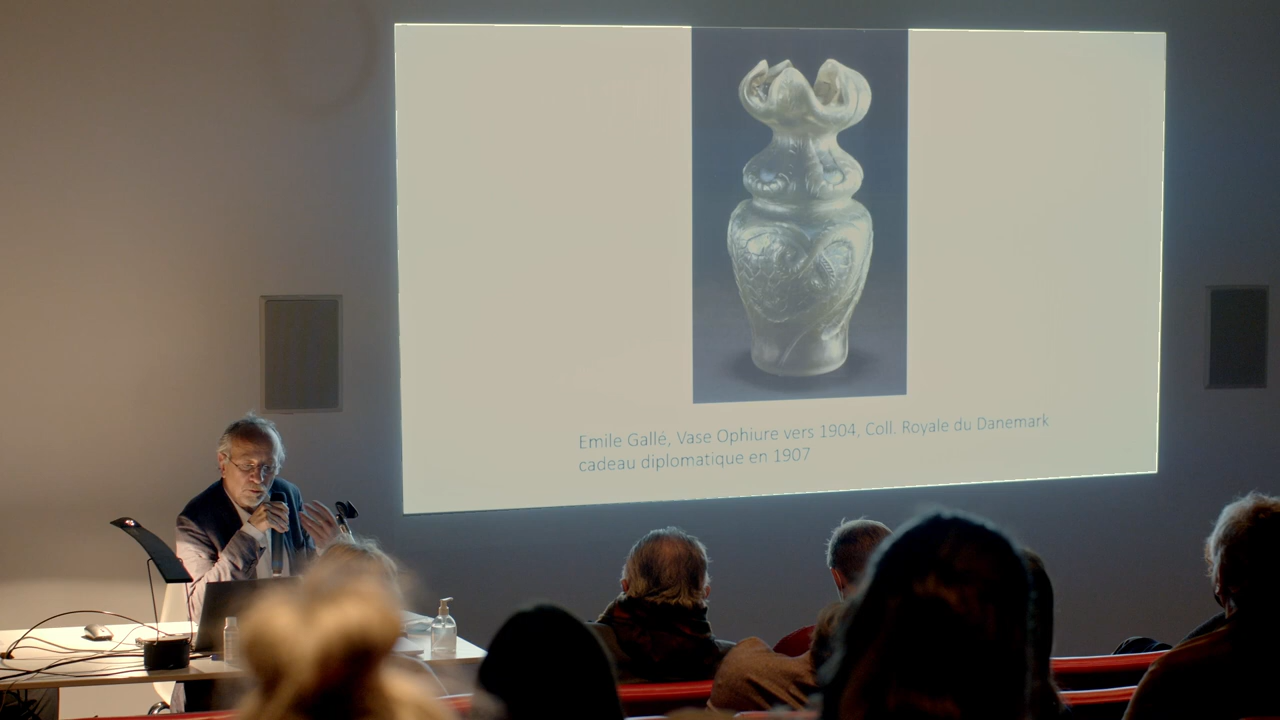 Emile Gallé, Vase Ophiure vers 1904, Coll. Royale du Danemark
cadeau diplomatique en 1907